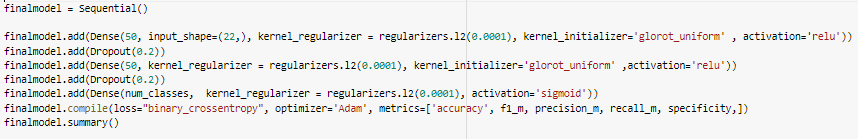 finalmodel = Sequential()
finalmodel.add(Dense(50, input_shape=(22,), kernel_regularizer = regularizers.l2(0.0001), kernel_initializer='glorot_uniform' , activation='relu'))
finalmodel.add(Dropout(0.2))
finalmodel.add(Dense(50, kernel_regularizer = regularizers.l2(0.0001), kernel_initializer='glorot_uniform' ,activation='relu'))
finalmodel.add(Dropout(0.2))
finalmodel.add(Dense(num_classes,  kernel_regularizer = regularizers.l2(0.0001), activation='sigmoid'))
finalmodel.compile(loss="binary_crossentropy", optimizer='Adam', metrics=['accuracy', f1_m, precision_m, recall_m, specificity,])
finalmodel.summary()